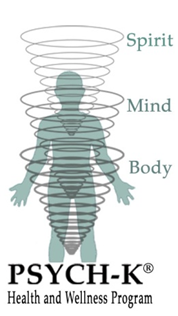 Spirit
Mind
Body
PSYCH-K®
Health and Wellness Program